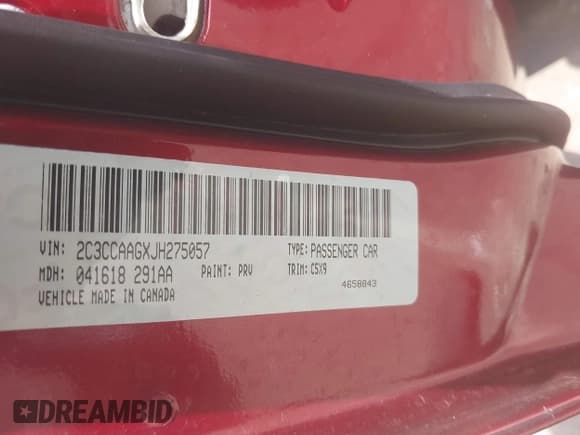 VIN: 2C3CCAAGXJH275057 TYPE: PASSENGER CAR
MDH: 041618 291AA PAINT: PRV TRIM: C5X9
VEHICLE MADE IN CANADA 4658843
DREAMBID